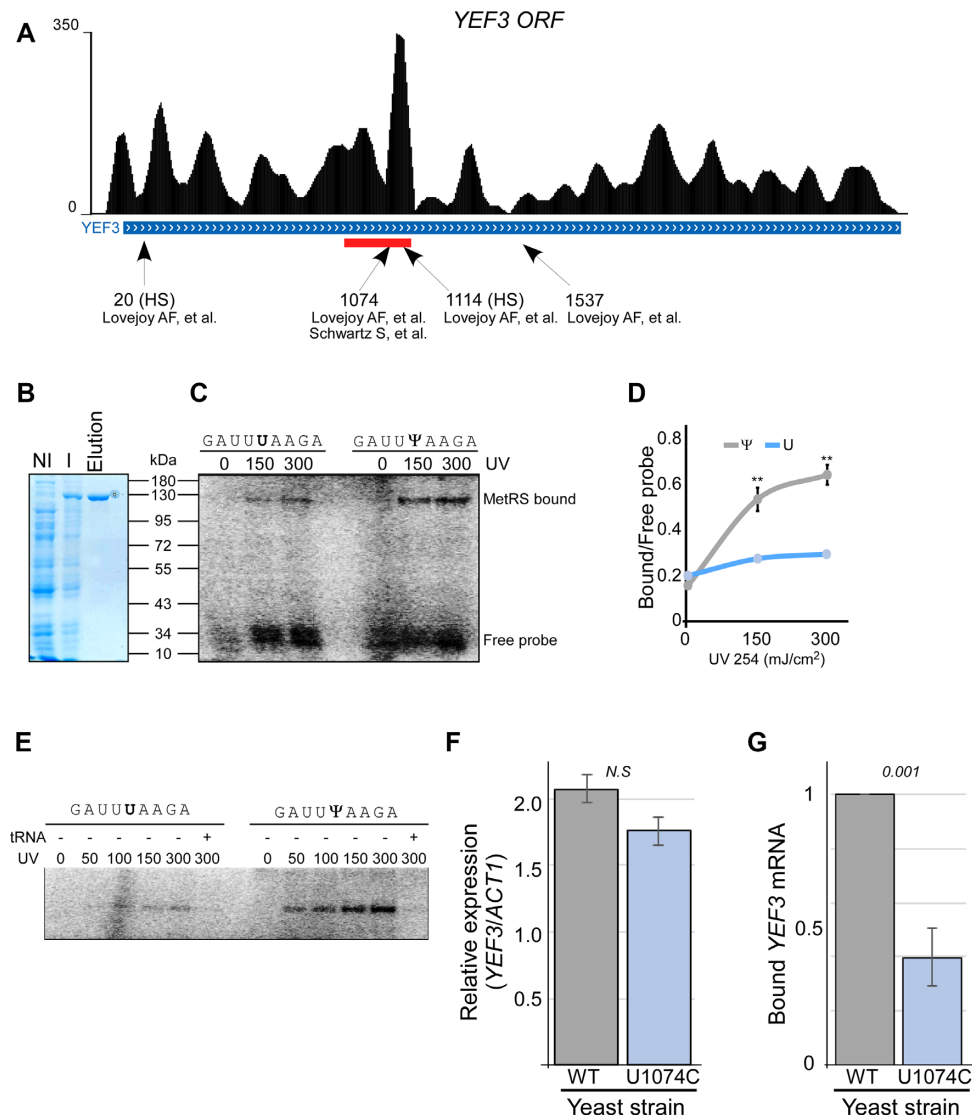 A
YEF3 ORF
350
0
YEF3
20 (HS)
Lovejoy AF, et al.
1074
Lovejoy AF, et al.
Schwartz S, et al.
1114 (HS)
Lovejoy AF, et al.
1537
Lovejoy AF, et al.
B
NI I Elution
kDa
180
130
95
72
55
43
34
10
C
GAUUUAAGA GAUUΨAAGA
0 150 300 0 150 300 UV
MetRS bound
Free probe
D
Ψ U
0.8
0.6
0.4
0.2
0
** **
Bound/Free probe
0 150 300
UV 254 (mJ/cm²)
E
GAUUUAAGA GAUUΨAAGA
tRNA - - - - - + - - - - - +
UV 0 50 100 150 300 300 0 50 100 150 300 300
F
N.S
2.0
1.5
1.0
0.5
Relative expression
(YEF3/ACT1)
WT U1074C
Yeast strain
G
0.001
1
0.5
0
Bound YEF3 mRNA
WT U1074C
Yeast strain